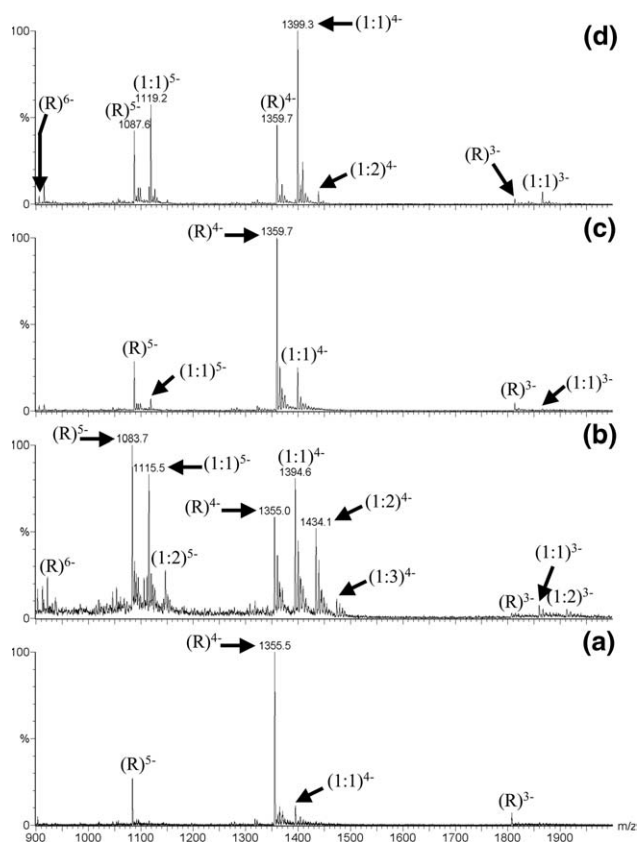 100
1399.3
(1:1)4-
(d)
(1:1)5-
(R)6-
(R)5-
1119.2
1087.6
(R)4-
1359.7
%
(1:2)4-
(R)3-
(1:1)3-
0
100
(R)4-
1359.7
(c)
%
(R)5-
(1:1)5-
(1:1)4-
(R)3-
(1:1)3-
0
(R)5-
100
1083.7
(b)
1115.5
(1:1)5-
(1:1)4-
1394.6
(R)4-
1355.0
(1:2)4-
1434.1
%
(R)6-
(1:2)5-
(1:3)4-
(1:1)3-
(R)3-
(1:2)3-
0
(R)4-
100
1355.5
(a)
%
(R)5-
(1:1)4-
(R)3-
0
900 1000 1100 1200 1300 1400 1500 1600 1700 1800 1900 m/z